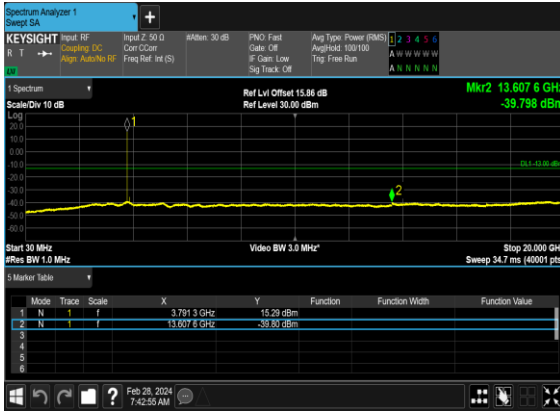 Spectrum Analyzer 1
Swept SA
KEYSIGHT Input: RF Input Z: 50 Ω #Atten: 30 dB PNO: Fast Avg Type: Power (RMS) 1 2 3 4 5 6
R T Coupling: DC Corr CCorr Gate: Off Avg|Hold: 100/100 A W W W W W
Align: Auto/No RF Freq Ref: Int (S) IF Gain: Low Trig: Free Run
Sig Track: Off A N N N N N
1 Spectrum Ref Lvl Offset 15.86 dB Mkr2 13.607 6 GHz
Scale/Div 10 dB Ref Level 30.00 dBm -39.798 dBm
Log
20.0
10.0
0.00
-10.0 DL1 -13.00 dBm
-20.0
-30.0
-40.0
-50.0
-60.0
1
2
Start 30 MHz Video BW 3.0 MHz* Stop 20.000 GH
#Res BW 1.0 MHz Sweep 34.7 ms (40001 pts
5 Marker Table
Mode Trace Scale X Y Function Function Width Function Value
1 N 1 f 3.791 3 GHz 15.29 dBm
2 N 1 f 13.607 6 GHz -39.80 dBm
3
4
5
6
Feb 28, 2024
7:42:55 AM